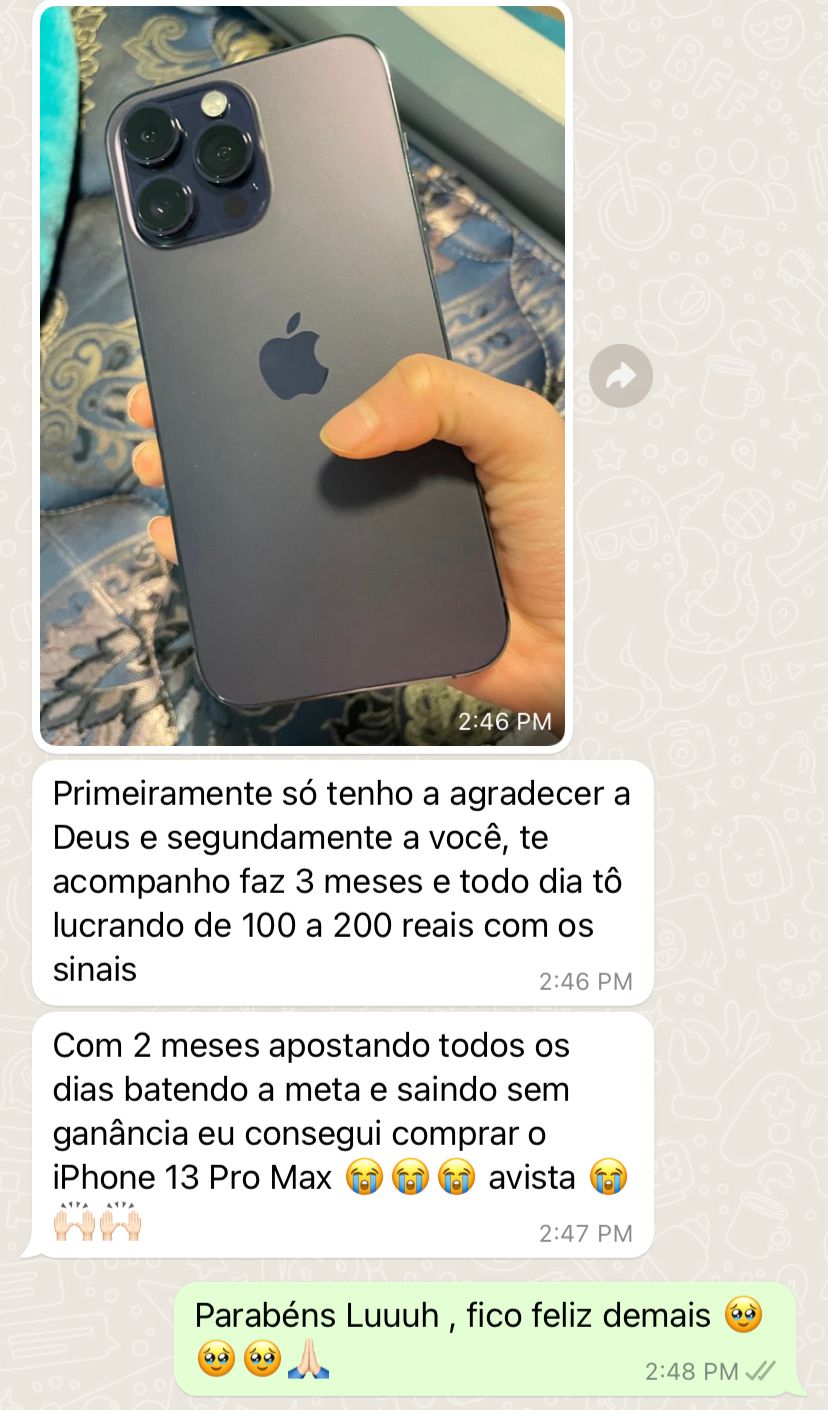 2:46 PM
Primeiramente só tenho a agradecer a
Deus e segundamente a você, te
acompanho faz 3 meses e todo dia tô
lucrando de 100 a 200 reais com os
sinais
2:46 PM
Com 2 meses apostando todos os
dias batendo a meta e saindo sem
ganância eu consegui comprar o
iPhone 13 Pro Max 😭😭😭 avista 😭
🙌🏻🙌🏻
2:47 PM
Parabéns Luuuh , fico feliz demais 🥹
🥹🥹🙏🏻
2:48 PM